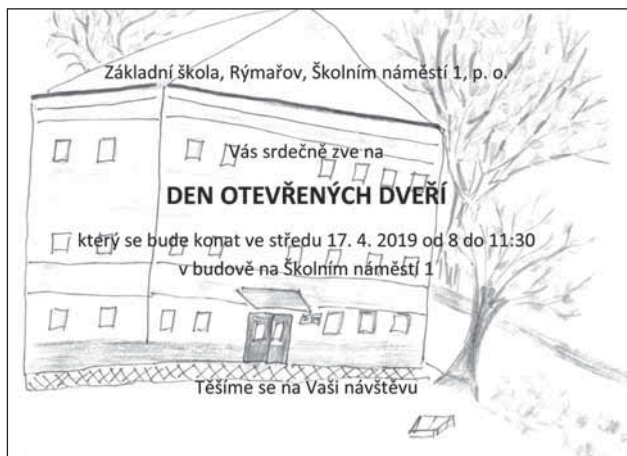 Základní škola, Rýmařov, Školním náměstí 1, p. o.
Vás srdečně zve na
DEN OTEVŘENÝCH DVEŘÍ
který se bude konat ve středu 17. 4. 2019 od 8 do 11:30
v budově na Školním náměstí 1
Těšíme se na Vaši návštěvu